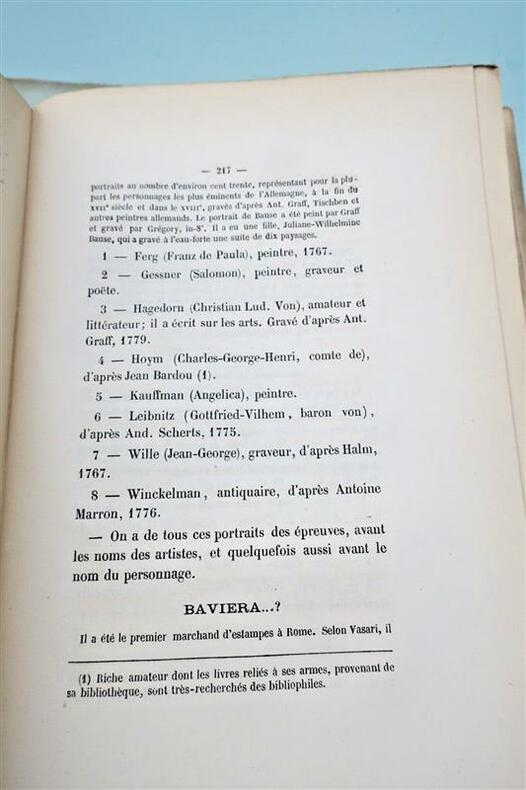 — 217 —
portraits au nombre d'environ cent trente, représentant pour la plu-
part les personnages les plus éminents de l'Allemagne, à la fin du
XVIIe siècle et dans le XVIIIe, gravés d'après Ant. Graff, Tischben et
autres peintres allemands. Le portrait de Bause a été peint par Graff
et gravé par Grégory, in-8°. Il a eu une fille, Juliane-Wilhelmine
Bause, qui a gravé à l'eau-forte une suite de dix paysages.
1 — Ferg (Franz de Paula), peintre, 1767.
2 — Gessner (Salomon), peintre, graveur et
poëte.
3 — Hagedorn (Christian Lud. Von), amateur et
littérateur; il a écrit sur les arts. Gravé d'après Ant.
Graff, 1779.
4 — Hoym (Charles-George-Henri, comte de),
d'après Jean Bardou (1).
5 — Kauffman (Angelica), peintre.
6 — Leibnitz (Gottfried-Vilhem, baron von),
d'après And. Scherts, 1775.
7 — Wille (Jean-George), graveur, d'après Halm,
1767.
8 — Winckelman, antiquaire, d'après Antoine
Marron, 1776.
— On a de tous ces portraits des épreuves, avant
les noms des artistes, et quelquefois aussi avant le
nom du personnage.
BAVIERA...?
Il a été le premier marchand d'estampes à Rome. Selon Vasari, il
(1) Riche amateur dont les livres reliés à ses armes, provenant de
sa bibliothèque, sont très-recherchés des bibliophiles.